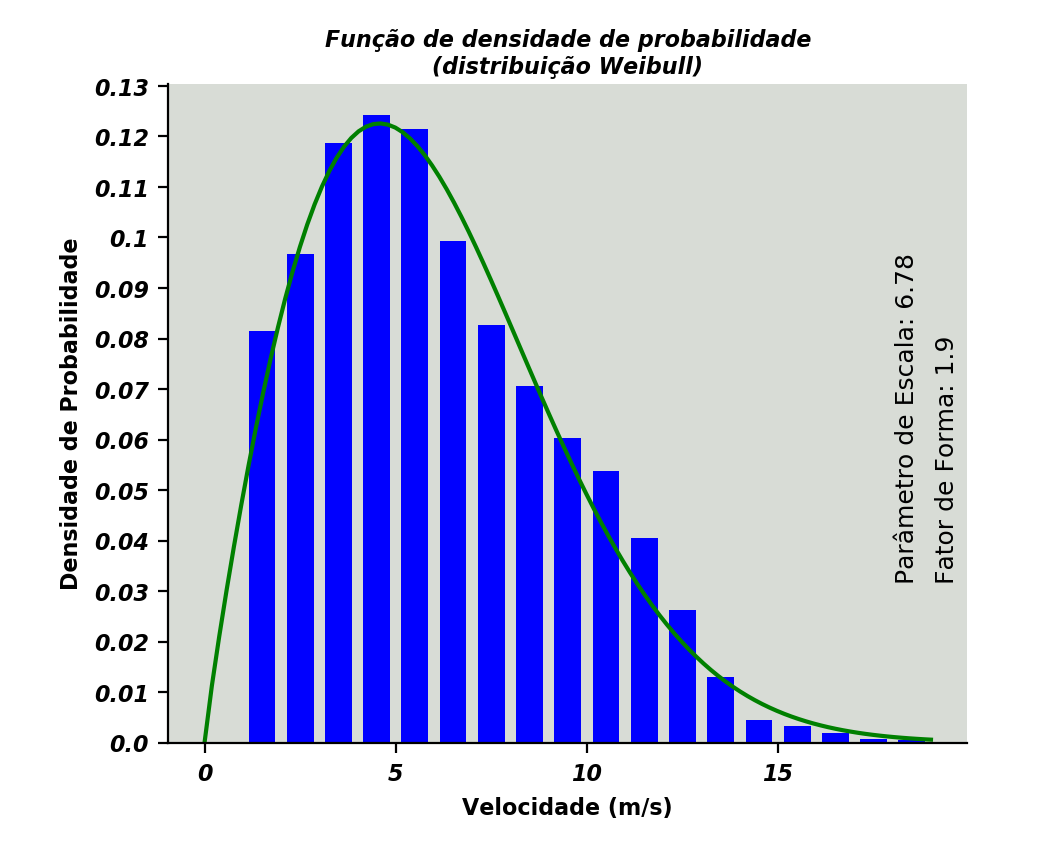 Função de densidade de probabilidade
(distribuição Weibull)
Densidade de Probabilidade
0.13
0.12
0.11
0.1
0.09
0.08
0.07
0.06
0.05
0.04
0.03
0.02
0.01
0.0
Parâmetro de Escala: 6.78
Fator de Forma: 1.9
0 5 10 15
Velocidade (m/s)